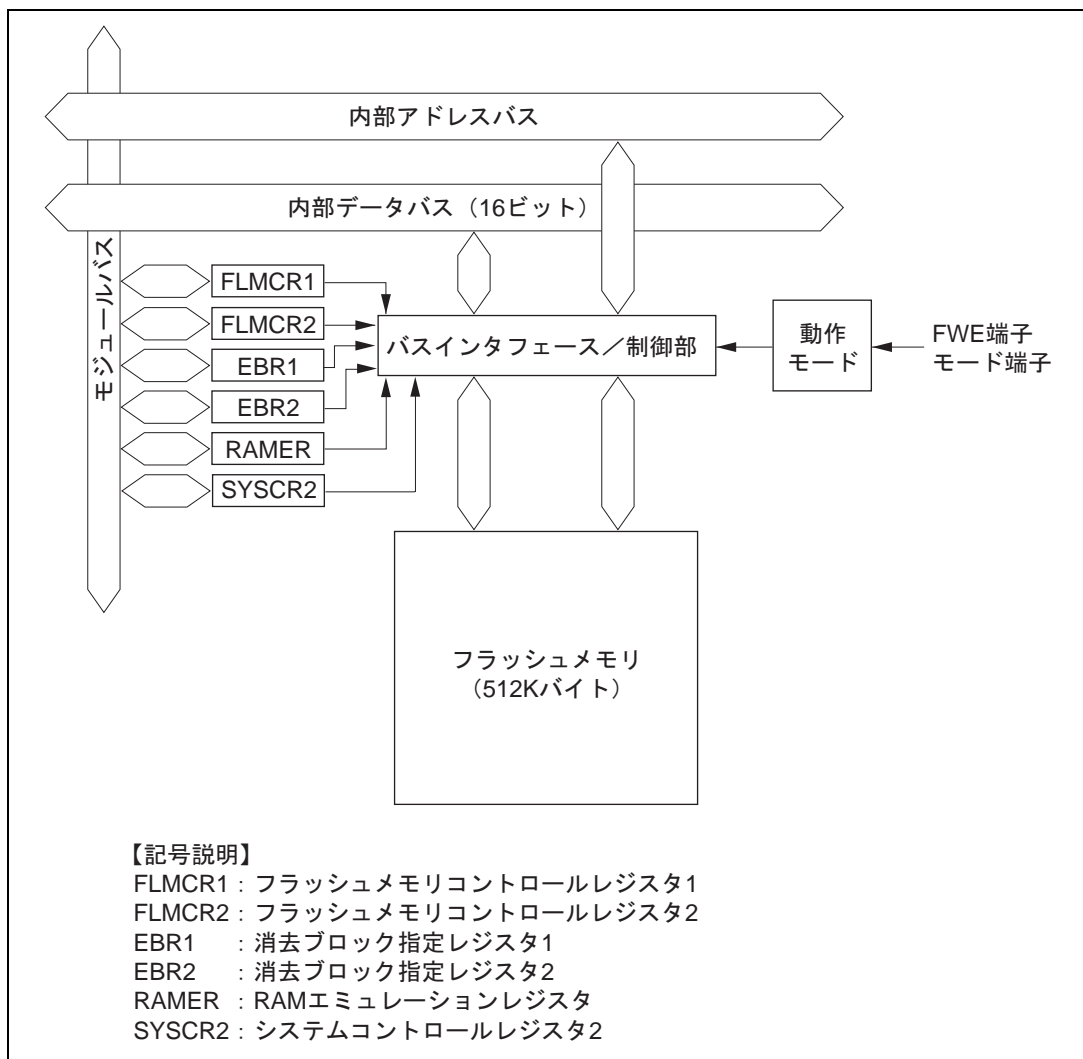 内部アドレスバス
内部データバス（16ビット）
モジュールバス
FLMCR1
FLMCR2
EBR1
EBR2
RAMER
SYSCR2
バスインタフェース／制御部
動作
モード
FWE端子
モード端子
フラッシュメモリ
（512Kバイト）
【記号説明】
FLMCR1：フラッシュメモリコントロールレジスタ1
FLMCR2：フラッシュメモリコントロールレジスタ2
EBR1　：消去ブロック指定レジスタ1
EBR2　：消去ブロック指定レジスタ2
RAMER：RAMエミュレーションレジスタ
SYSCR2：システムコントロールレジスタ2